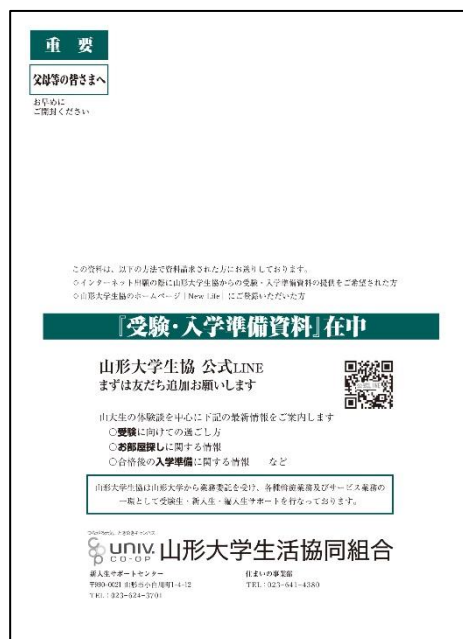 重 要
父母等の皆さまへ
お早めに
ご開封ください
この資料は、以下の方法で資料請求された方にお送りしております。
○インターネット出願の際に山形大学生協からの受験・入学準備資料の提供をご希望された方
○山形大学生協のホームページ「New Life」にご登録いただいた方
『受験・入学準備資料』在中
山形大学生協 公式LINE
まずは友だち追加お願いします
山大生の体験談を中心に下記の最新情報をご案内します
○受験に向けての過ごし方
○お部屋探しに関する情報
○合格後の入学準備に関する情報 など
山形大学生協は山形大学から業務委託を受け、各種斡旋業務及びサービス業務の
一環として受験生・新入生・編入生サポートを行なっております。
univ.
CO-OP
山形大学生活協同組合
新入生サポートセンター
住まいの事業部
〒990-0021 山形市小白川町1-4-12
TEL:023-641-4380
TEL:023-624-3701